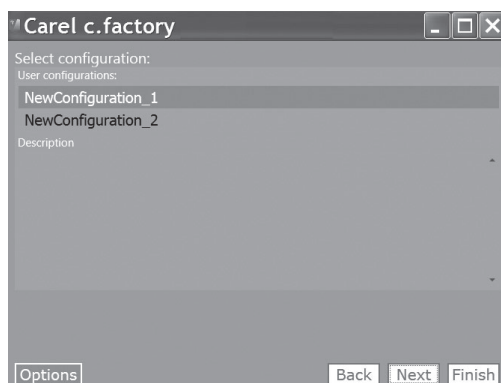 Carel c.factory
Select configuration:
User configurations:
NewConfiguration_1
NewConfiguration_2
Description
Options
Back Next Finish